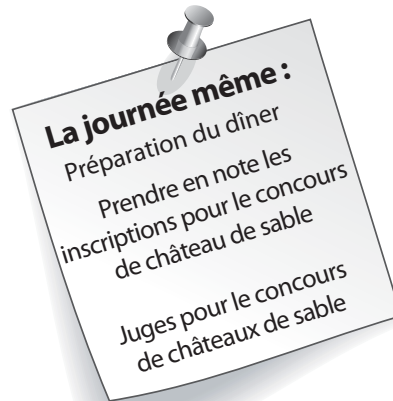 La journée même :
Préparation du dîner
Prendre en note les
inscriptions pour le concours
de château de sable
Juges pour le concours
de châteaux de sable